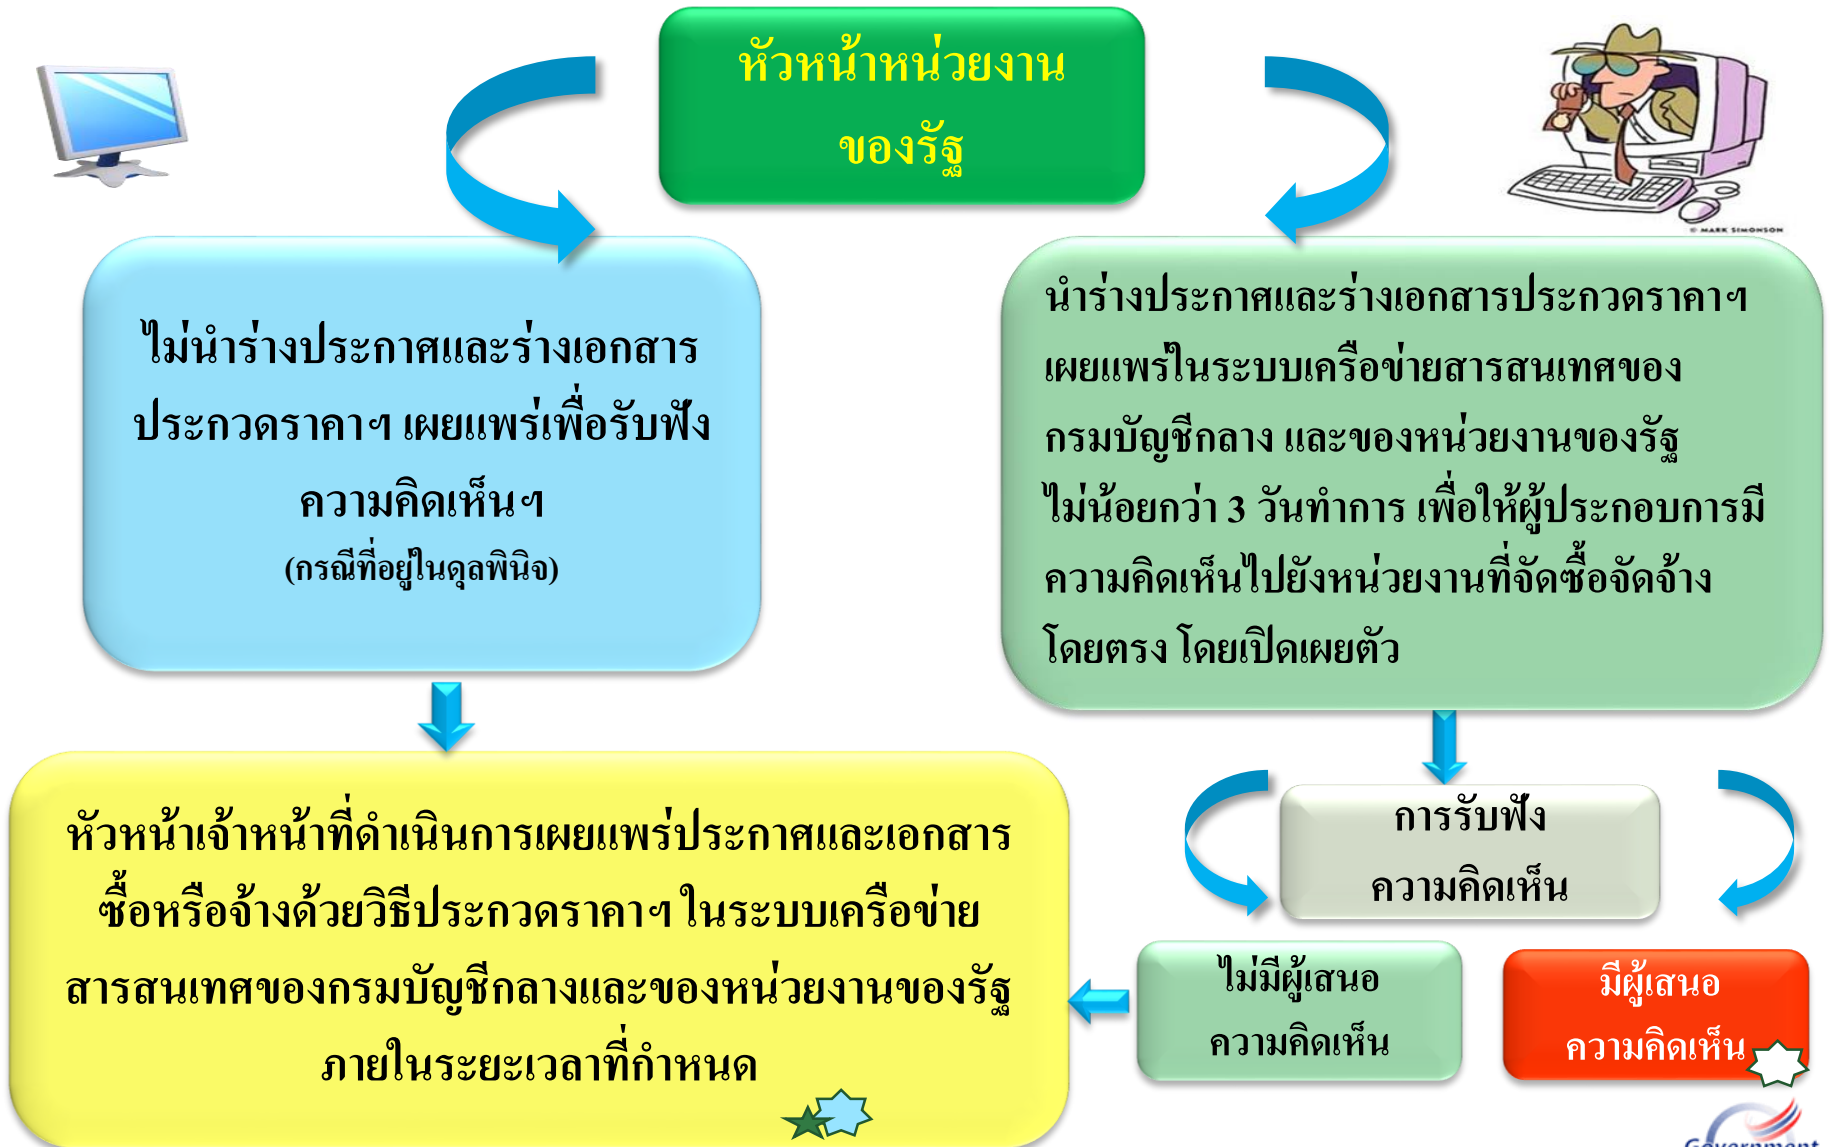 หัวหน้าหน่วยงาน
ของรัฐ
© MARK SIMONSON
ไม่นำร่างประกาศและร่างเอกสาร
ประกวดราคาฯ เผยแพร่เพื่อรับฟัง
ความคิดเห็นฯ
(กรณีที่อยู่ในดุลพินิจ)
นำร่างประกาศและร่างเอกสารประกวดราคาฯ
เผยแพร่ในระบบเครือข่ายสารสนเทศของ
กรมบัญชีกลาง และของหน่วยงานของรัฐ
ไม่น้อยกว่า 3 วันทำการ เพื่อให้ผู้ประกอบการมี
ความคิดเห็นไปยังหน่วยงานที่จัดซื้อจัดจ้าง
โดยตรง โดยเปิดเผยตัว
หัวหน้าเจ้าหน้าที่ดำเนินการเผยแพร่ประกาศและเอกสาร
ซื้อหรือจ้างด้วยวิธีประกวดราคาฯ ในระบบเครือข่าย
สารสนเทศของกรมบัญชีกลางและของหน่วยงานของรัฐ
ภายในระยะเวลาที่กำหนด
การรับฟัง
ความคิดเห็น
ไม่มีผู้เสนอ
ความคิดเห็น
มีผู้เสนอ
ความคิดเห็น
Government